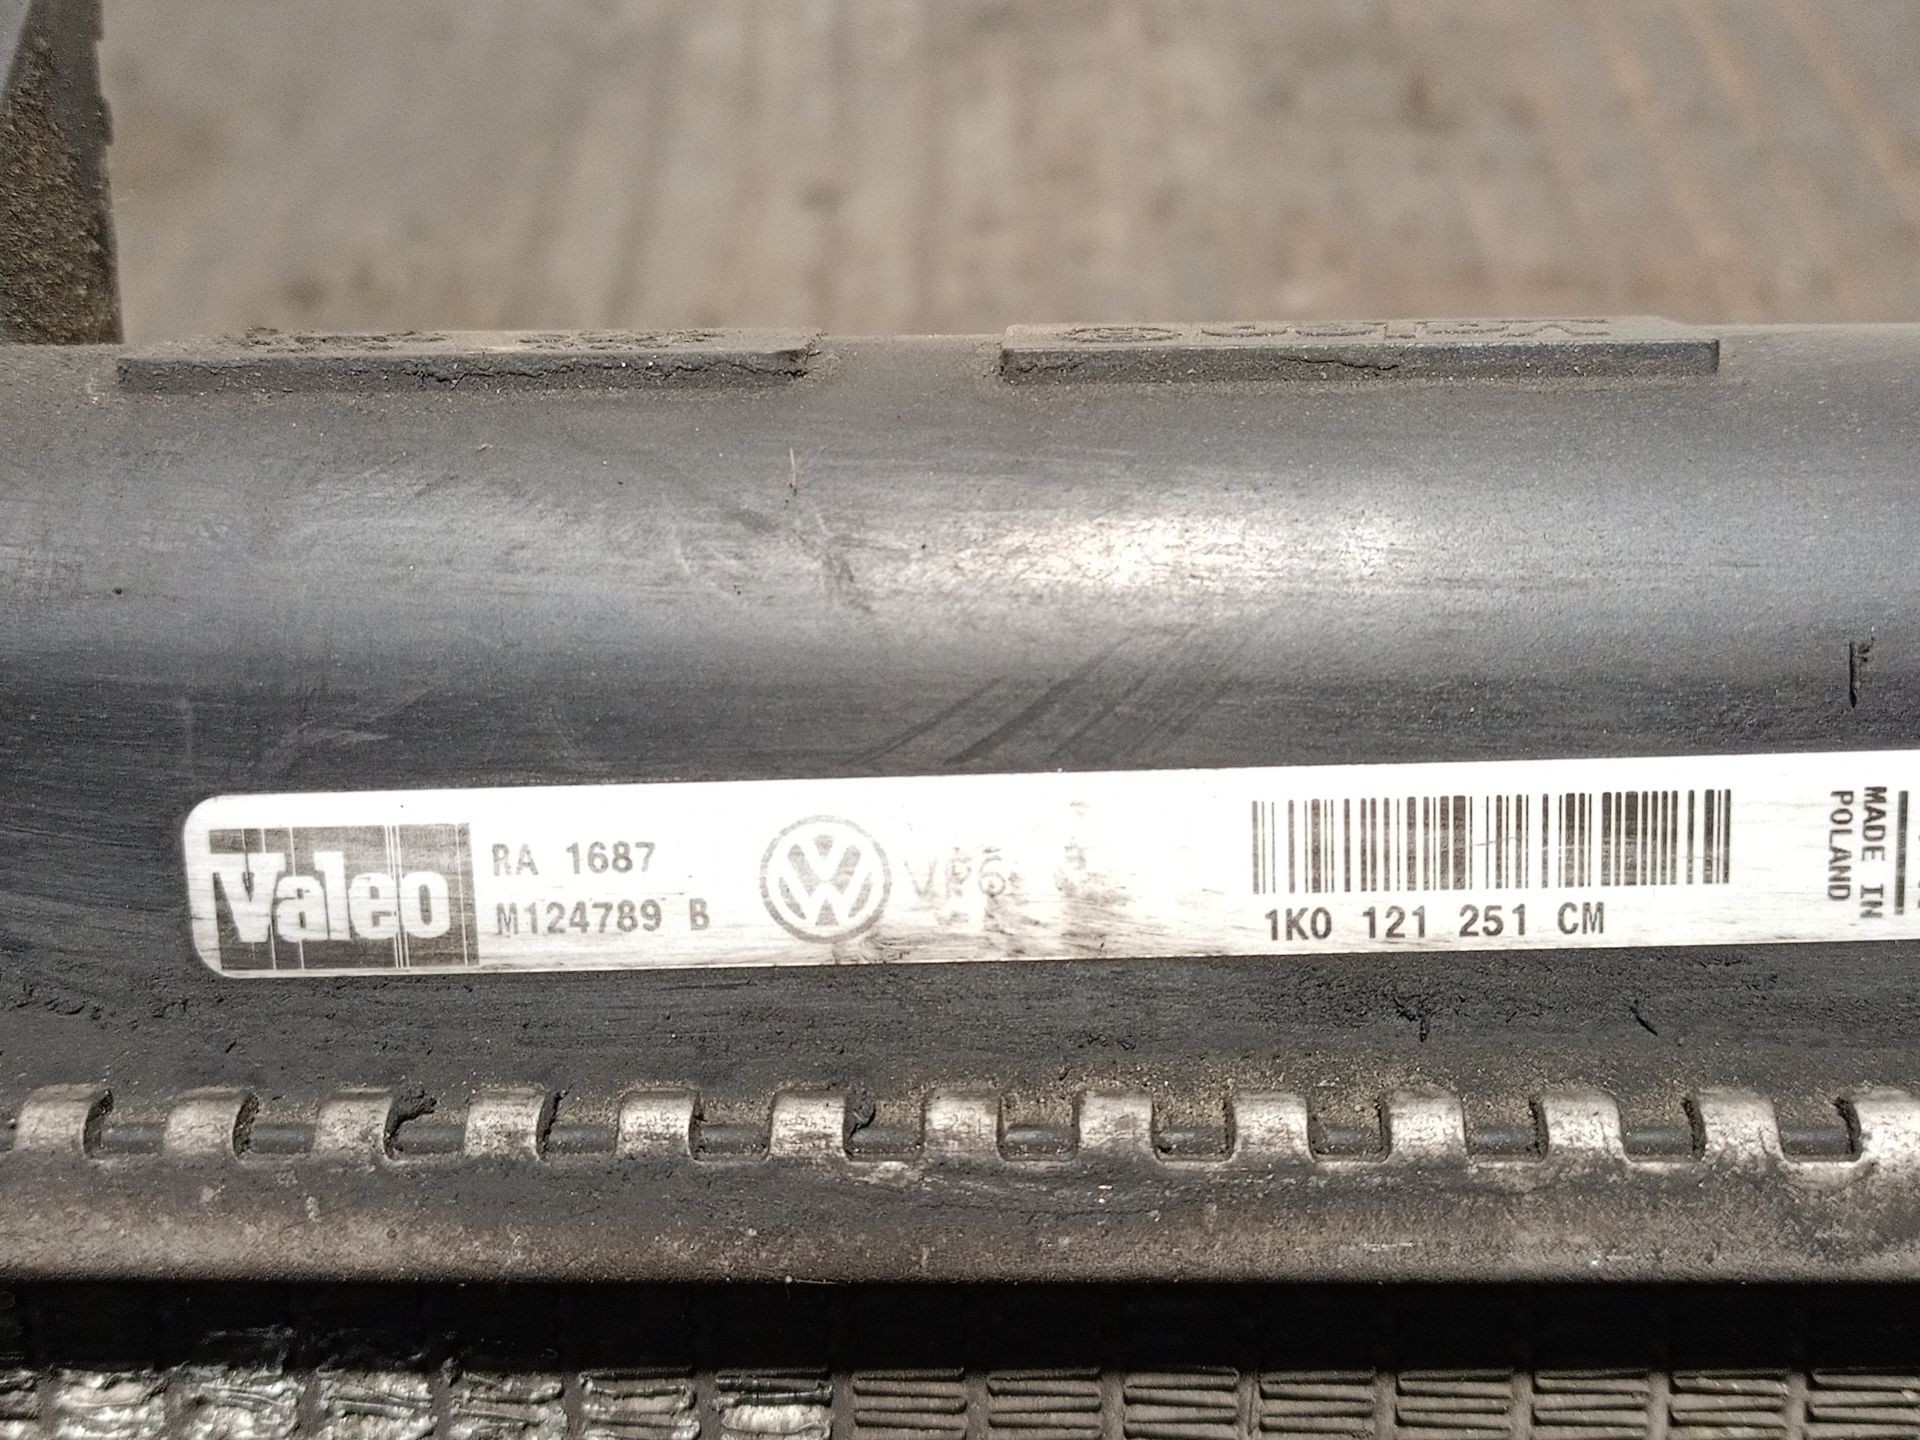 Valeo
RA 1687
M124789 B
1K0 121 251 CM
MADE IN
POLAND